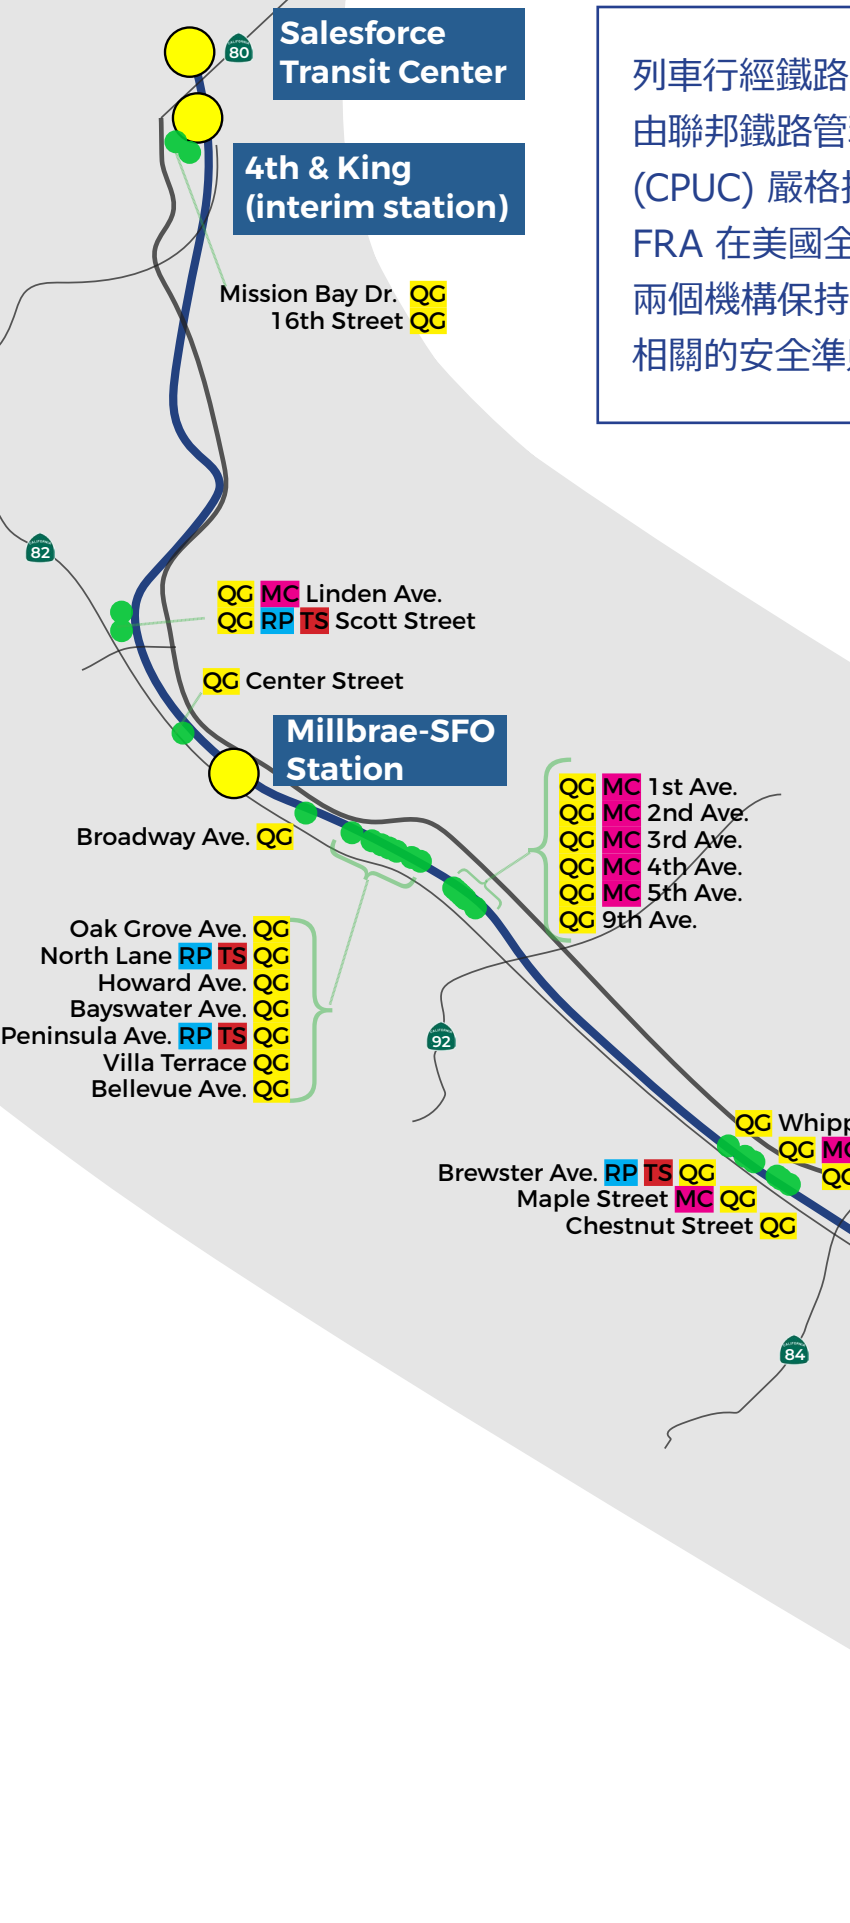 Salesforce
Transit Center
80
4th & King
(interim station)
列車行經鐵路
由聯邦鐵路管
(CPUC) 嚴格
FRA 在美國全
兩個機構保持
相關的安全準
Mission Bay Dr. QG
16th Street QG
82
QG MC Linden Ave.
QG RP TS Scott Street
QG Center Street
Millbrae-SFO
Station
Broadway Ave. QG
QG MC 1st Ave.
QG MC 2nd Ave.
QG MC 3rd Ave.
QG MC 4th Ave.
QG MC 5th Ave.
QG 9th Ave.
Oak Grove Ave. QG
North Lane RP TS QG
Howard Ave. QG
Bayswater Ave. QG
Peninsula Ave. RP TS QG
Villa Terrace QG
Bellevue Ave. QG
92
QG Whipp
QG MC
QG
Brewster Ave. RP TS QG
Maple Street MC QG
Chestnut Street QG
84